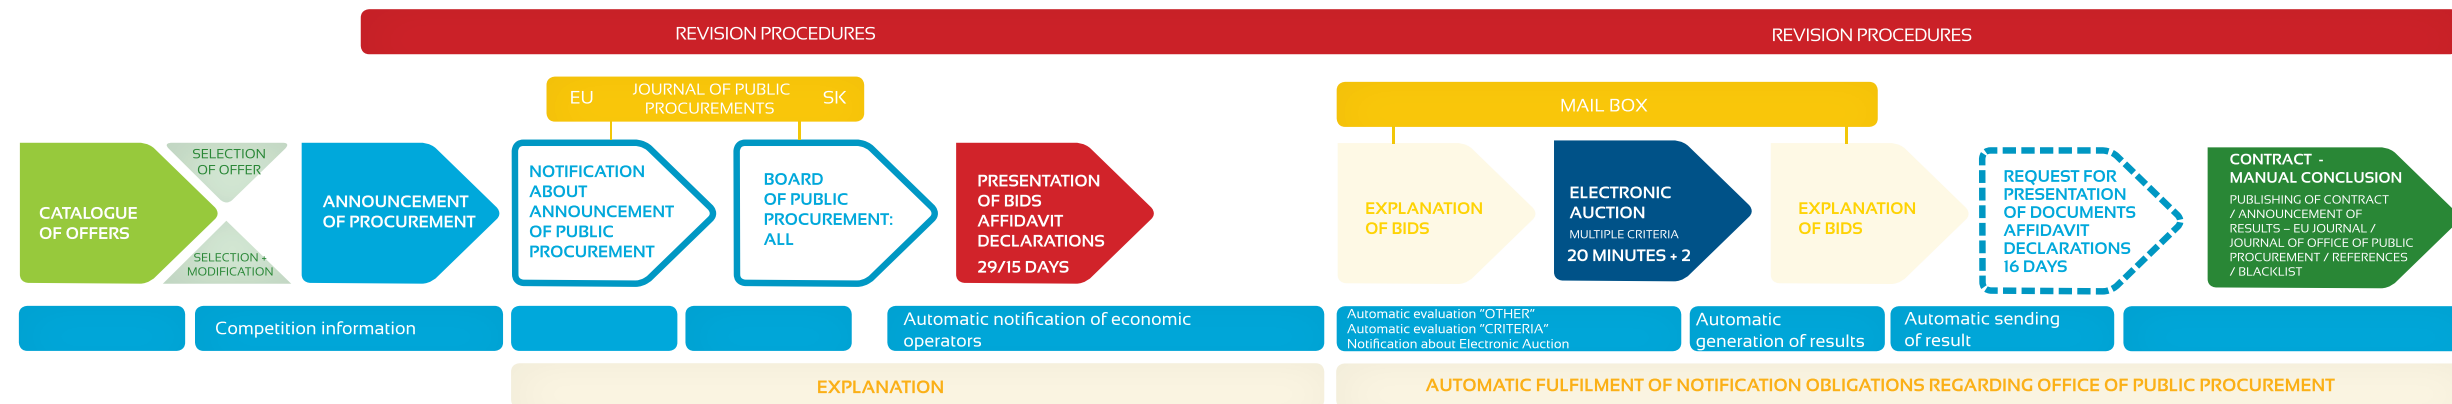 REVISION PROCEDURES
REVISION PROCEDURES
EU
JOURNAL OF PUBLIC
PROCUREMENTS
SK
MAIL BOX
CATALOGUE
OF OFFERS
SELECTION
OF OFFER
SELECTION +
MODIFICATION
ANNOUNCEMENT
OF PROCUREMENT
NOTIFICATION
ABOUT
ANNOUNCEMENT
OF PUBLIC
PROCUREMENT
BOARD
OF PUBLIC
PROCUREMENT:
ALL
PRESENTATION
OF BIDS
AFFIDAVIT
DECLARATIONS
29/15 DAYS
EXPLANATION
OF BIDS
ELECTRONIC
AUCTION
MULTIPLE CRITERIA
20 MINUTES + 2
EXPLANATION
OF BIDS
REQUEST FOR
PRESENTATION
OF DOCUMENTS
AFFIDAVIT
DECLARATIONS
16 DAYS
CONTRACT -
MANUAL CONCLUSION
PUBLISHING OF CONTRACT
/ ANNOUNCEMENT OF
RESULTS – EU JOURNAL /
JOURNAL OF OFFICE OF PUBLIC
PROCUREMENT / REFERENCES
/ BLACKLIST
Competition information
Automatic notification of economic
operators
Automatic evaluation "OTHER"
Automatic evaluation "CRITERIA"
Notification about Electronic Auction
Automatic
generation of results
Automatic sending
of result
EXPLANATION
AUTOMATIC FULFILMENT OF NOTIFICATION OBLIGATIONS REGARDING OFFICE OF PUBLIC PROCUREMENT